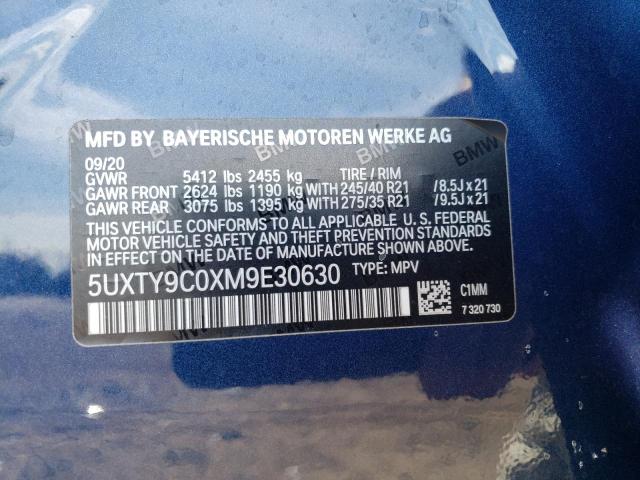 MFD BY BAYERISCHE MOTOREN WERKE AG
09/20
GVWR 5412 lbs 2455 kg TIRE / RIM
GAWR FRONT 2624 lbs 1190 kg WITH 245/40 R21 /8.5J x 21
GAWR REAR 3075 lbs 1395 kg WITH 275/35 R21 /9.5J x 21
THIS VEHICLE CONFORMS TO ALL APPLICABLE U. S. FEDERAL
MOTOR VEHICLE SAFETY, BUMPER, AND THEFT PREVENTION STANDARDS
IN EFFECT ON THE DATE OF MANUFACTURE SHOWN ABOVE.
5UXTY9C0XM9E30630 TYPE: MPV
C1MM
7 320 730